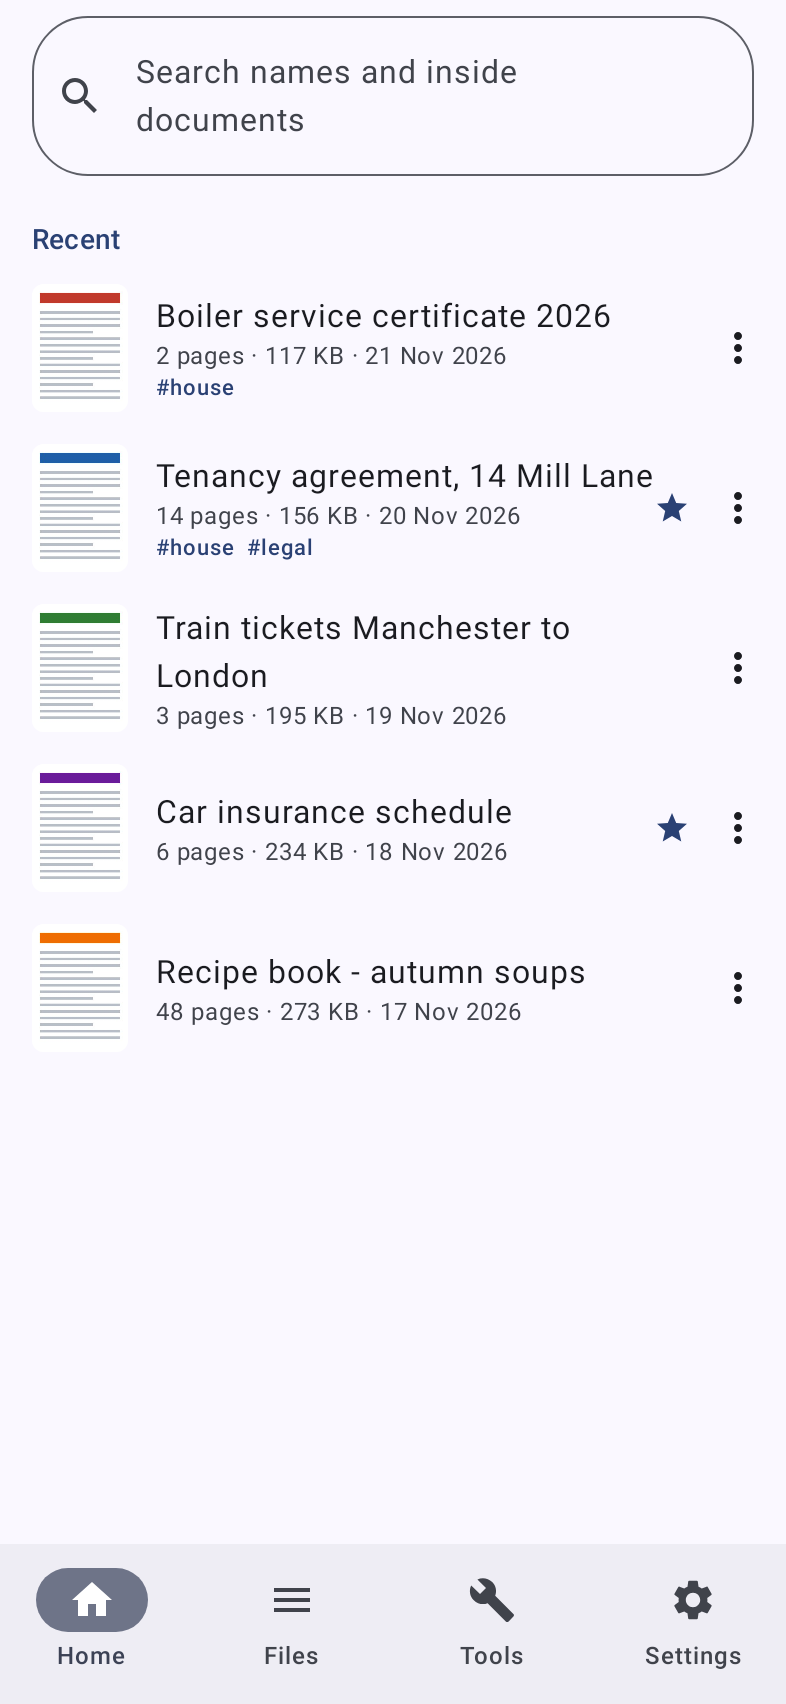 Search names and inside
documents
Recent
Boiler service certificate 2026
2 pages · 117 KB · 21 Nov 2026
#house
Tenancy agreement, 14 Mill Lane
14 pages · 156 KB · 20 Nov 2026
#house #legal
Train tickets Manchester to
London
3 pages · 195 KB · 19 Nov 2026
Car insurance schedule
6 pages · 234 KB · 18 Nov 2026
Recipe book - autumn soups
48 pages · 273 KB · 17 Nov 2026
Home Files Tools Settings